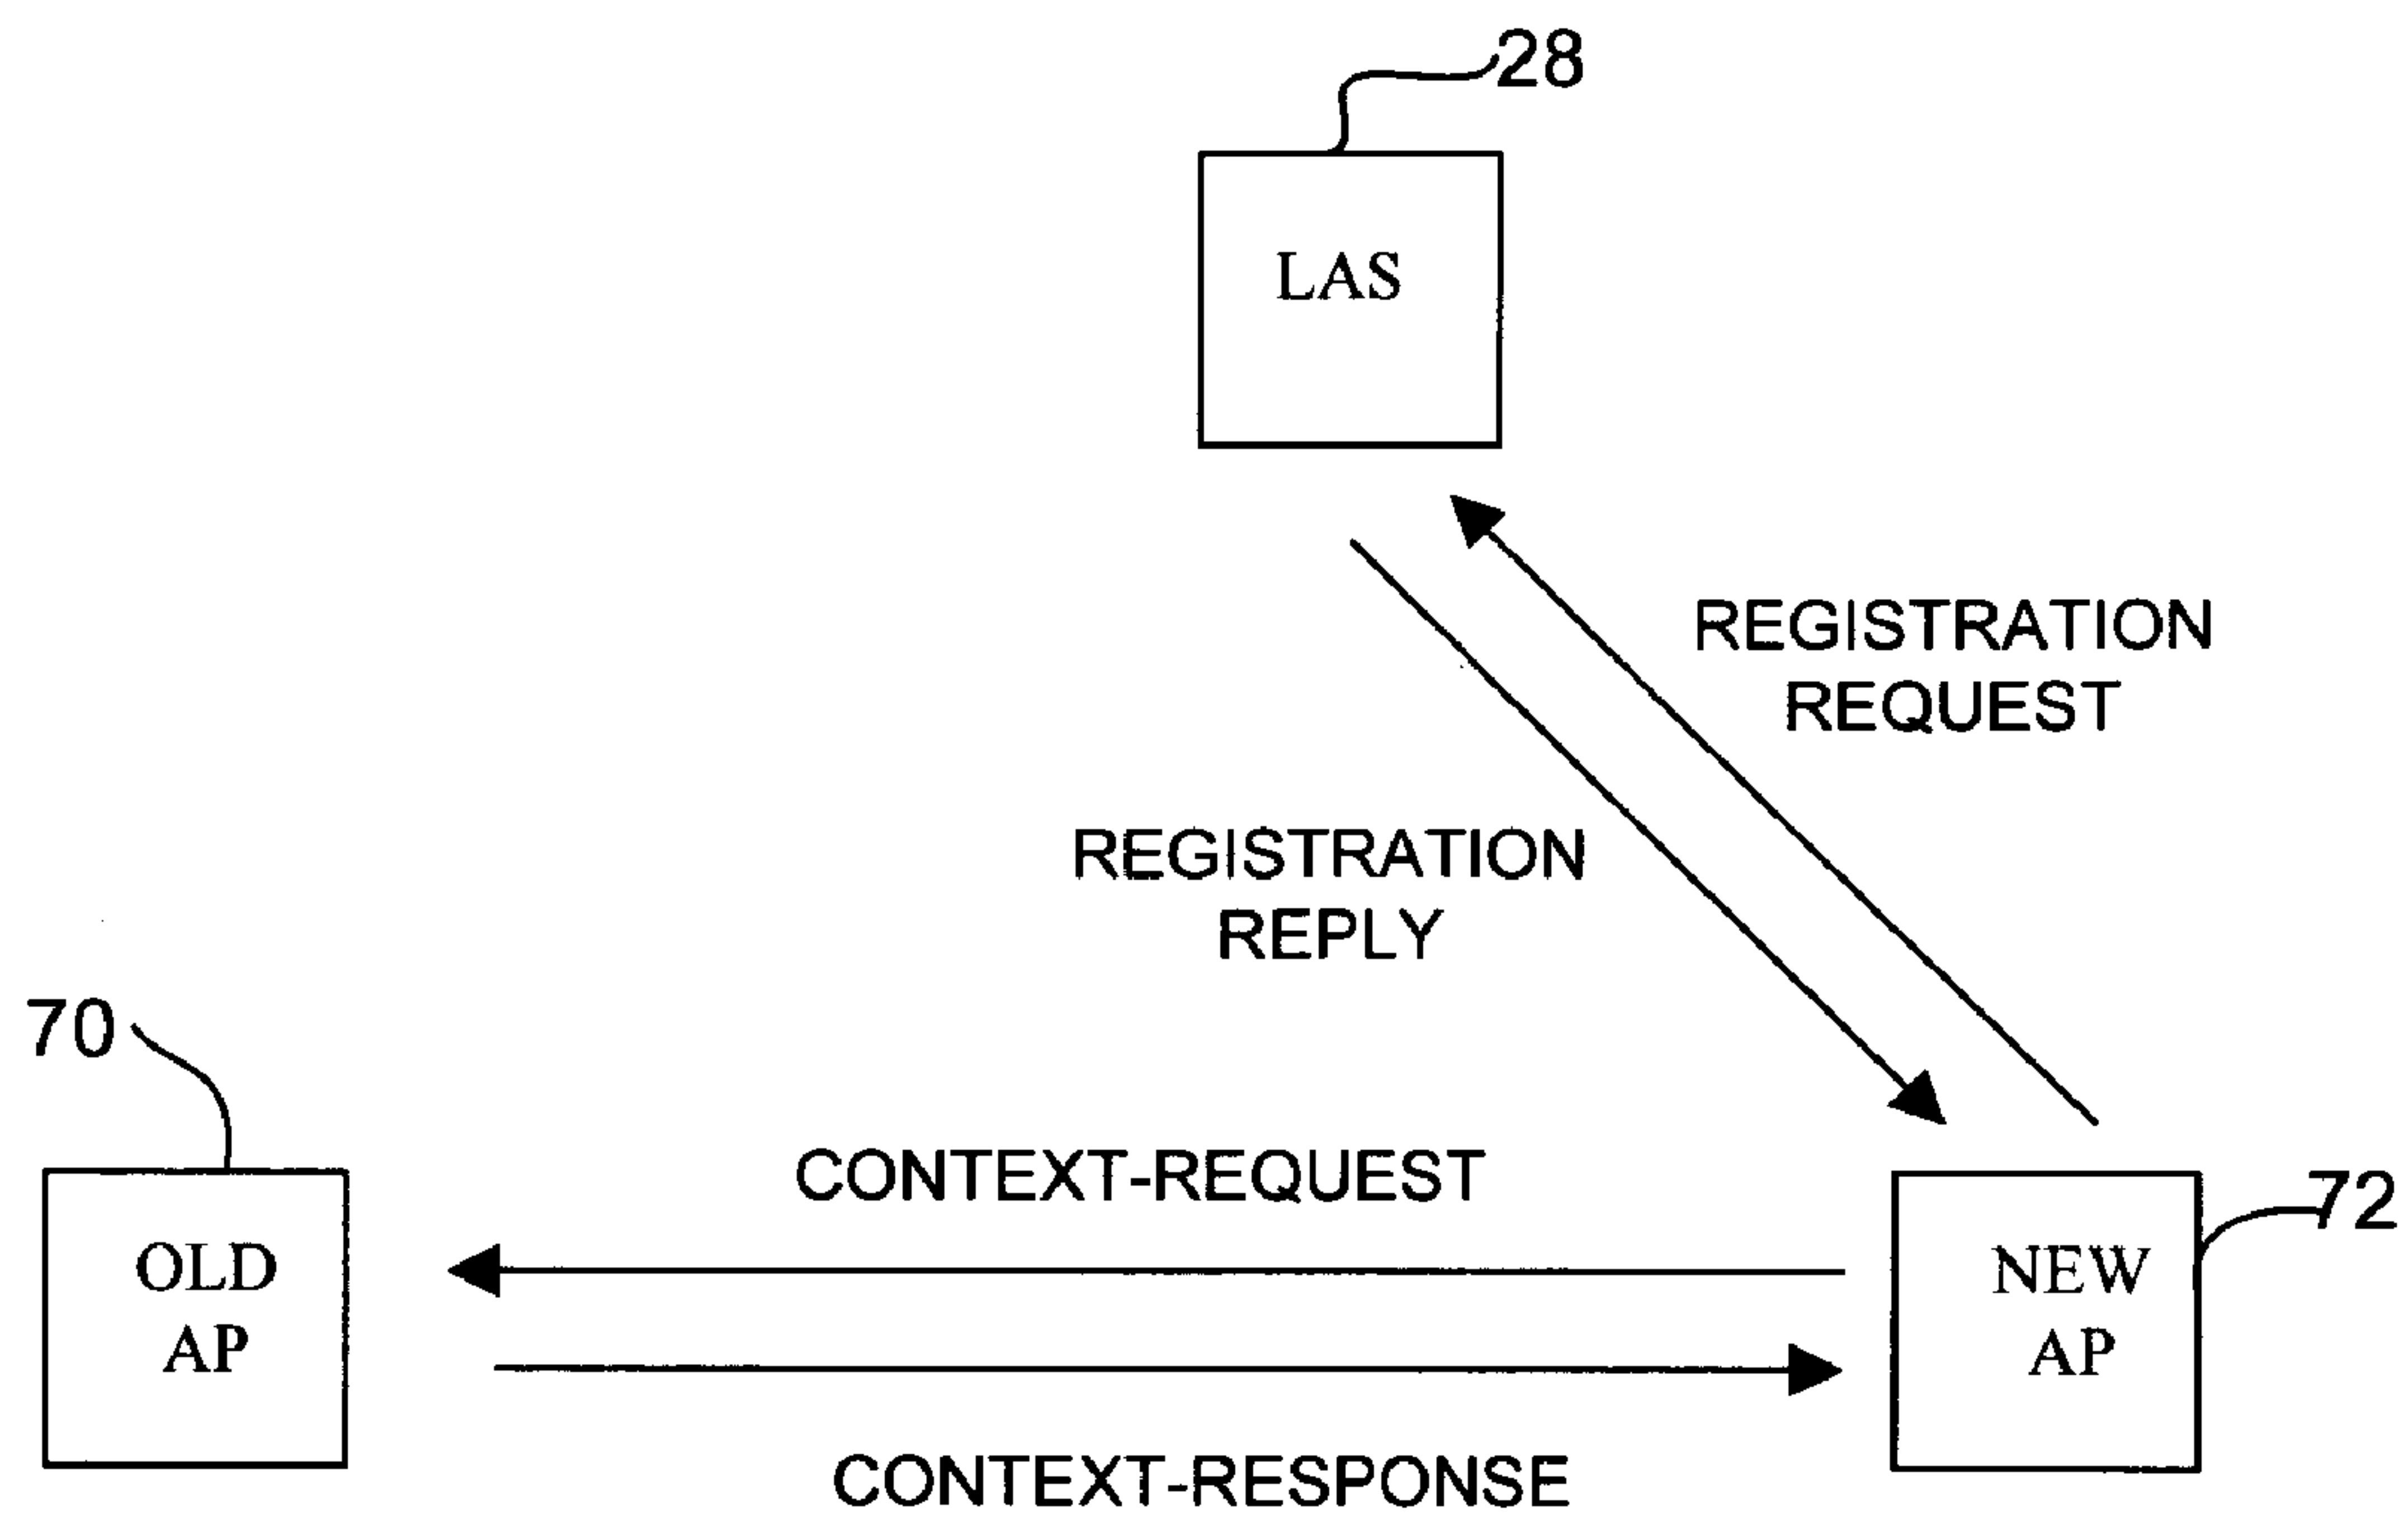 28
LAS
REGISTRATION
REQUEST
REGISTRATION
REPLY
70
CONTEXT-REQUEST
72
OLD
AP
NEW
AP
CONTEXT-RESPONSE